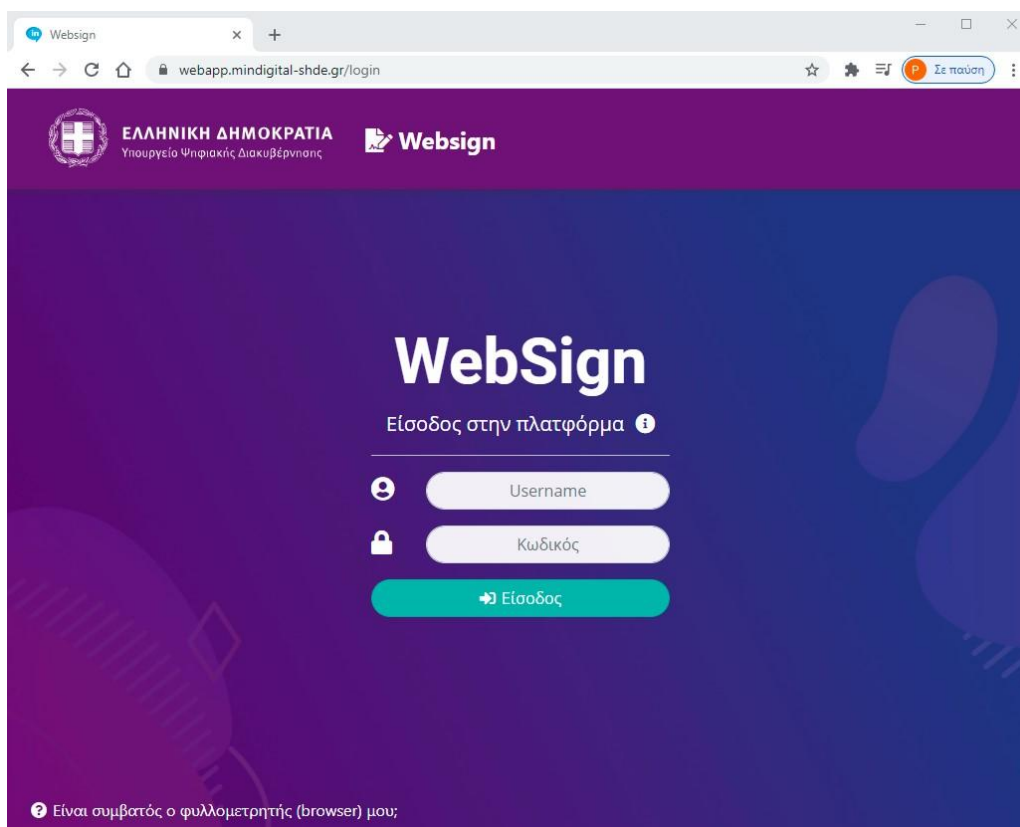 Websign
webapp.mindigital-shde.gr/login
P Σε παύση
ΕΛΛΗΝΙΚΗ ΔΗΜΟΚΡΑΤΙΑ
Υπουργείο Ψηφιακής Διακυβέρνησης
Websign
WebSign
Είσοδος στην πλατφόρμα
Username
Κωδικός
Είσοδος
Είναι συμβατός ο φυλλομετρητής (browser) μου;